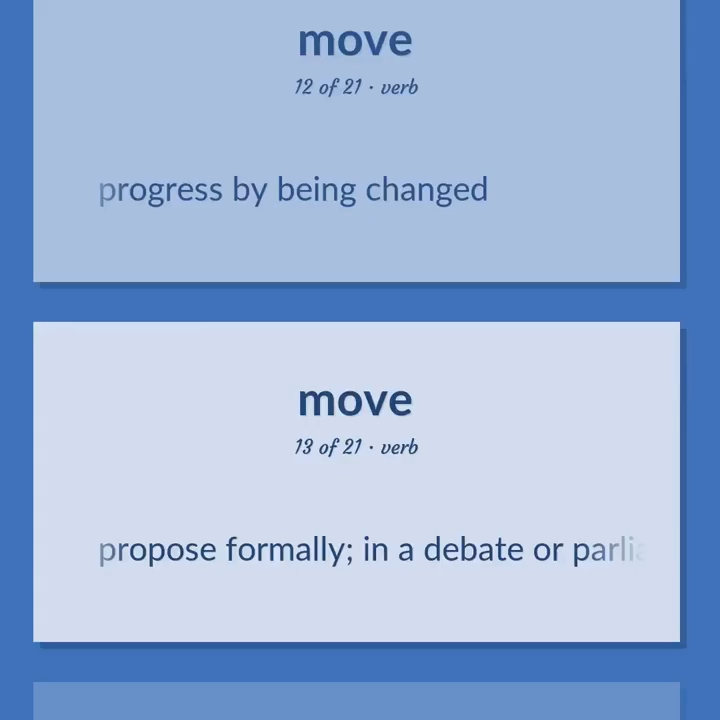 move
12 of 21 · verb
progress by being changed
move
13 of 21 · verb
propose formally; in a debate or